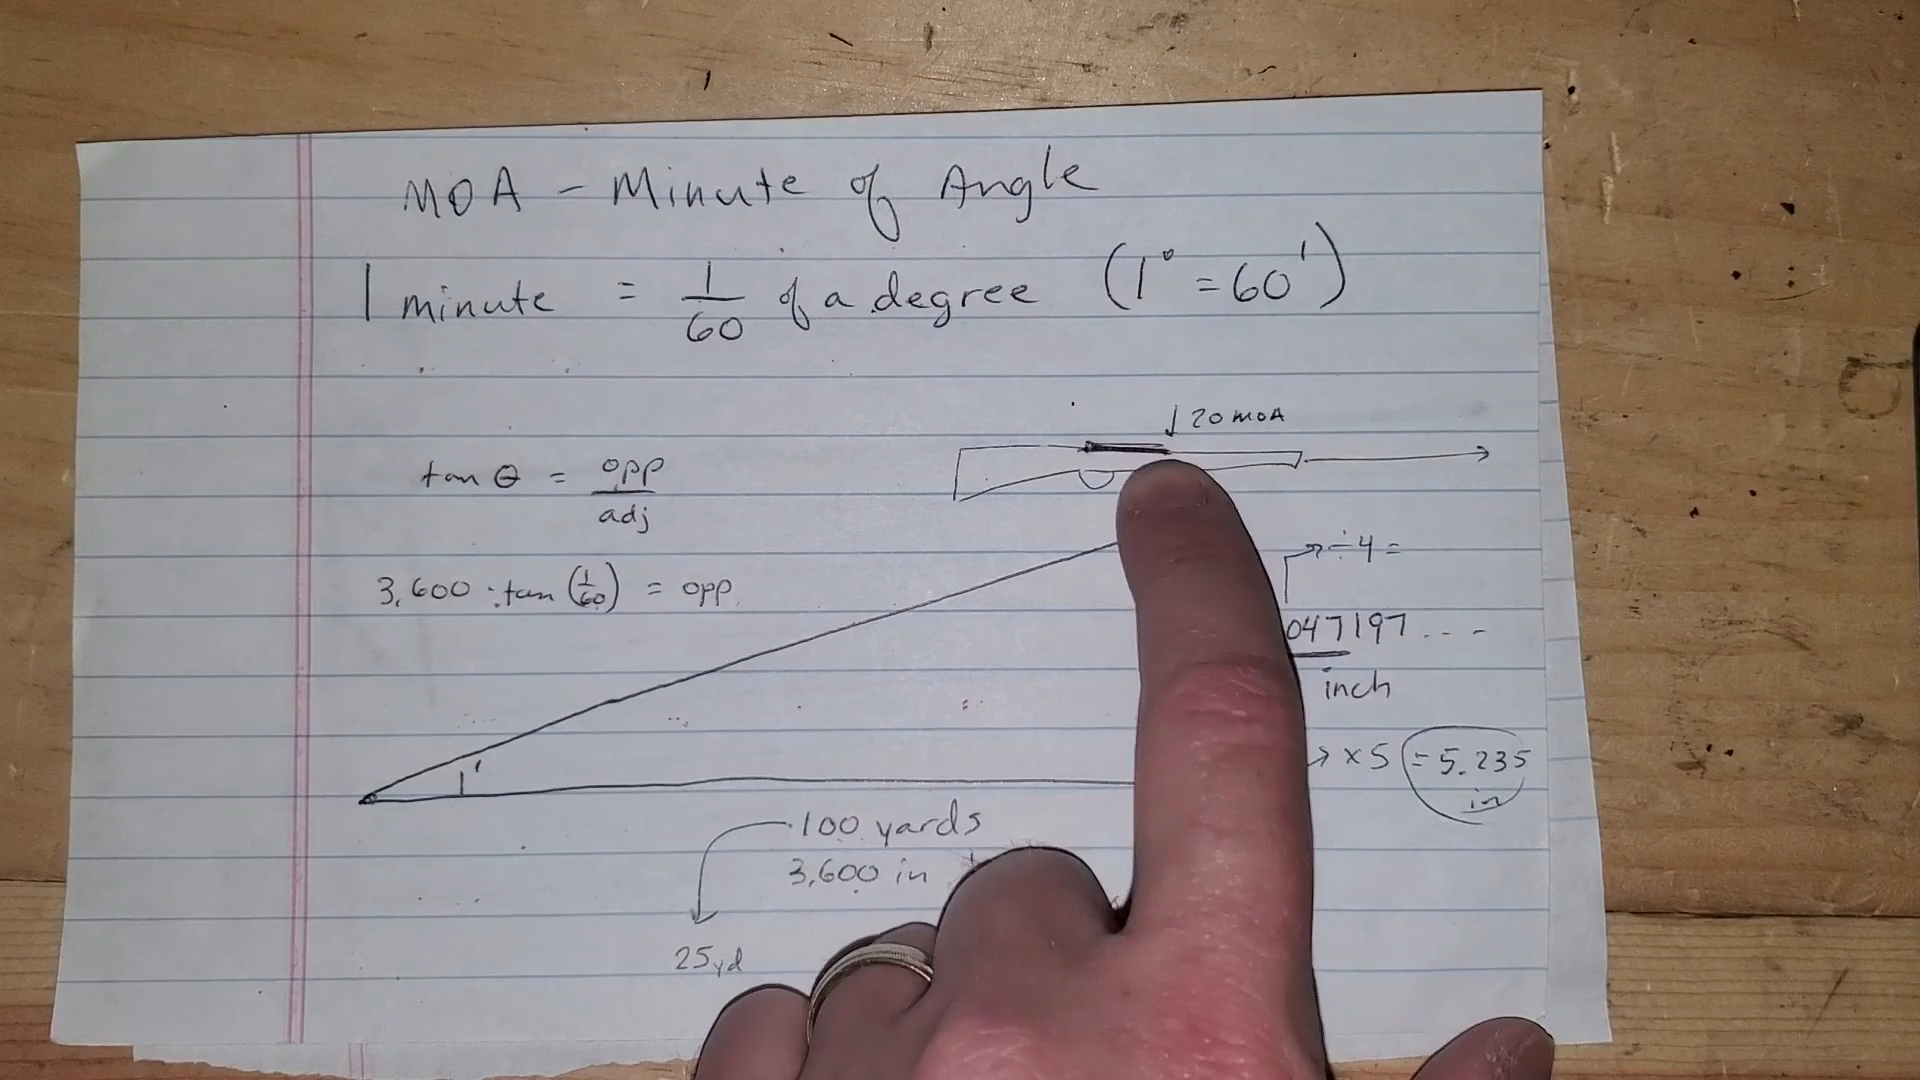 MOA - Minute of Angle
1 minute = 1/60 of a degree (1° = 60')
↓ 20 MOA
tan θ = opp/adj
÷4 =
3,600 · tan(1/60) = opp
047197...
inch
→ x5 = 5.235 in
1'
100 yards
3,600 in
25yd